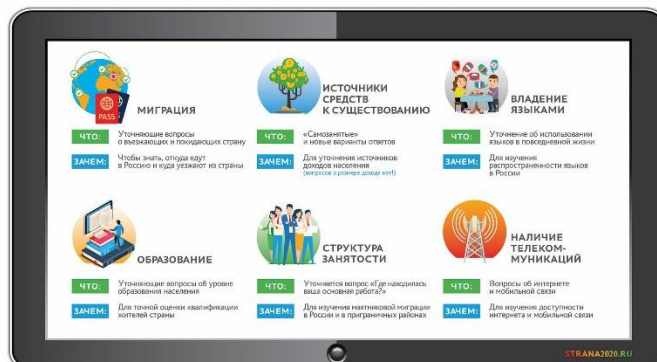 PASS
МИГРАЦИЯ
ЧТО:
Уточняющие вопросы
о въезжающих и покидающих страну
ЗАЧЕМ:
Чтобы знать, откуда едут
в Россию и куда уезжают из страны
ИСТОЧНИКИ
СРЕДСТВ
К СУЩЕСТВОВАНИЮ
ЧТО:
«Самозанятые»
и новые варианты ответов
ЗАЧЕМ:
Для уточнения источников
доходов населения
(вопросов о размере дохода нет!)
ВЛАДЕНИЕ
ЯЗЫКАМИ
ЧТО:
Уточнение об использовании
языков в повседневной жизни
ЗАЧЕМ:
Для изучения
распространенности языков
в России
ОБРАЗОВАНИЕ
ЧТО:
Уточняющие вопросы об уровне
образования населения
ЗАЧЕМ:
Для точной оценки квалификации
жителей страны
СТРУКТУРА
ЗАНЯТОСТИ
ЧТО:
Уточняется вопрос «Где находилась
ваша основная работа?»
ЗАЧЕМ:
Для изучения маятниковой миграции
в России и в приграничных районах
НАЛИЧИЕ
ТЕЛЕКОМ-
МУНИКАЦИЙ
ЧТО:
Вопросы об интернете
и мобильной связи
ЗАЧЕМ:
Для изучения доступности
интернета и мобильной связи
STRANA2020.RU